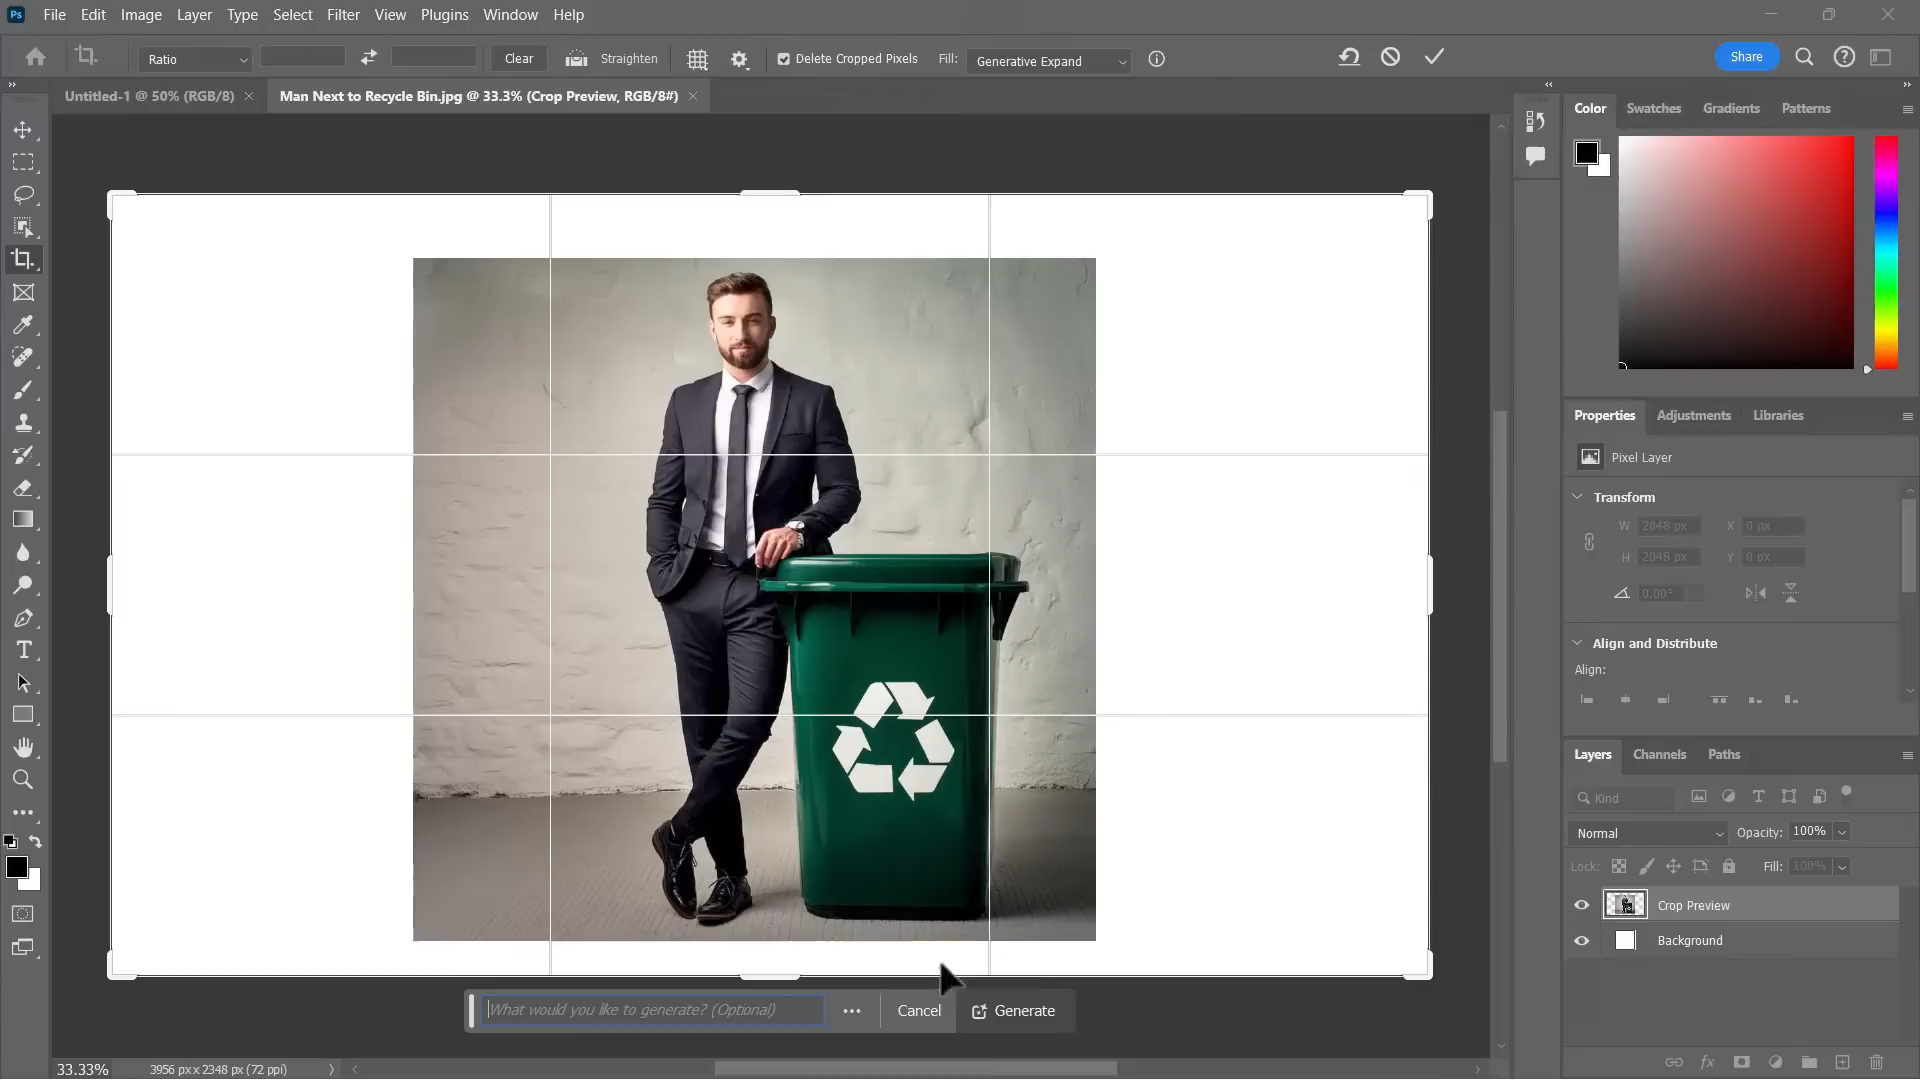 Ps File Edit Image Layer Type Select Filter View Plugins Window Help
Ratio Clear Straighten Delete Cropped Pixels Fill: Generative Expand Share
Untitled-1 @ 50% (RGB/8) Man Next to Recycle Bin.jpg @ 33.3% (Crop Preview, RGB/8#)
Color Swatches Gradients Patterns
Properties Adjustments Libraries
Pixel Layer
Transform
W 2048 px X 0 px
H 2048 px Y 0 px
0.00°
Align and Distribute
Align:
Layers Channels Paths
Kind
Normal Opacity: 100%
Lock: Fill: 100%
Crop Preview
Background
What would you like to generate? (Optional) Cancel Generate
33.33% 3956 px x 2348 px (72 ppi)